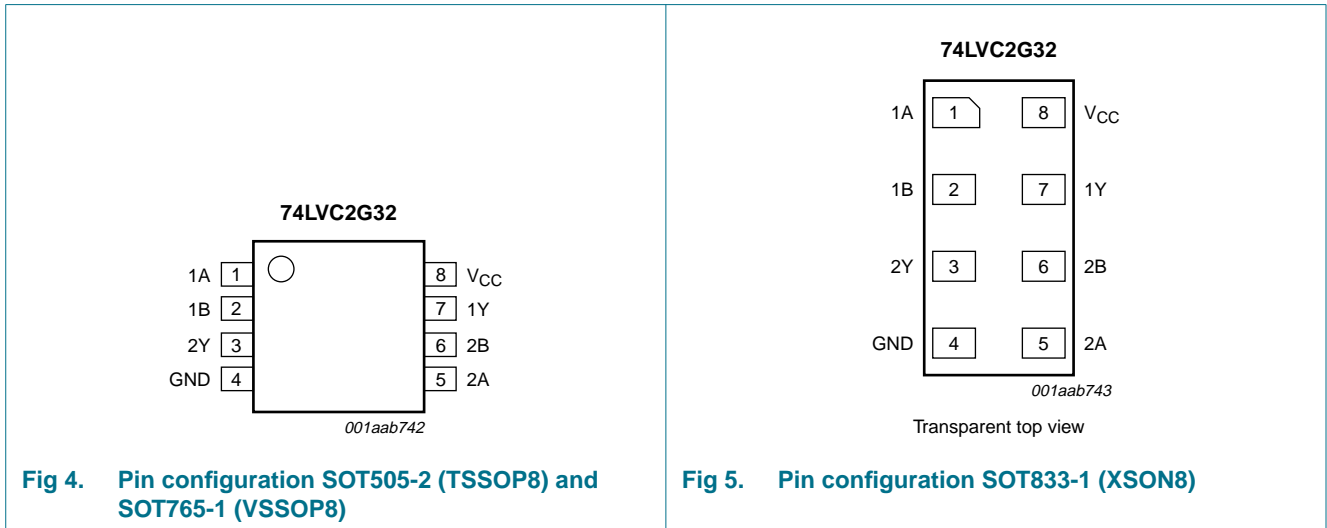 74LVC2G32
1A 1 8 VCC
1B 2 7 1Y
2Y 3 6 2B
GND 4 5 2A
001aab742
Fig 4. Pin configuration SOT505-2 (TSSOP8) and
SOT765-1 (VSSOP8)
74LVC2G32
1A 1 8 VCC
1B 2 7 1Y
2Y 3 6 2B
GND 4 5 2A
001aab743
Transparent top view
Fig 5. Pin configuration SOT833-1 (XSON8)